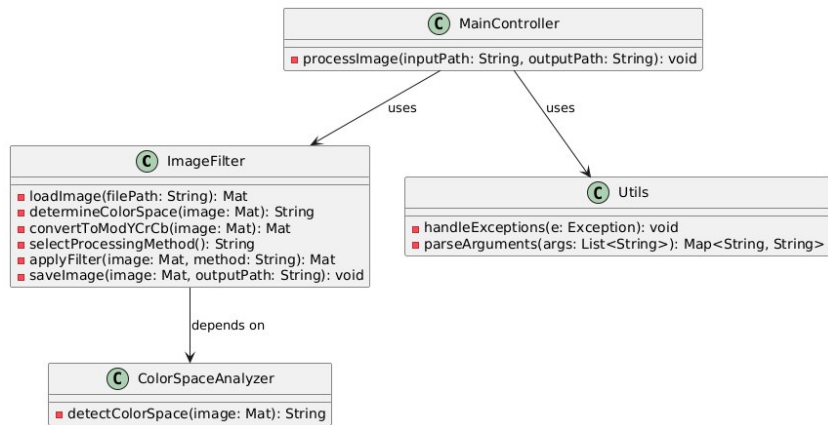 C MainController
processImage(inputPath: String, outputPath: String): void
uses
uses
C ImageFilter
loadImage(filePath: String): Mat
determineColorSpace(image: Mat): String
convertToModYCrCb(image: Mat): Mat
selectProcessingMethod(): String
applyFilter(image: Mat, method: String): Mat
saveImage(image: Mat, outputPath: String): void
C Utils
handleExceptions(e: Exception): void
parseArguments(args: List<String>): Map<String, String>
depends on
C ColorSpaceAnalyzer
detectColorSpace(image: Mat): String